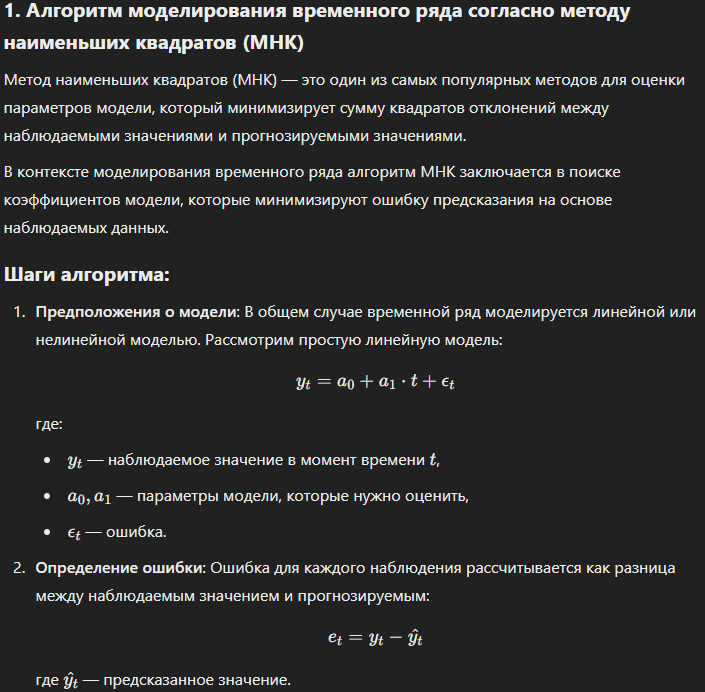 1. Алгоритм моделирования временного ряда согласно методу
наименьших квадратов (МНК)
Метод наименьших квадратов (МНК) — это один из самых популярных методов для оценки
параметров модели, который минимизирует сумму квадратов отклонений между
наблюдаемыми значениями и прогнозируемыми значениями.
В контексте моделирования временного ряда алгоритм МНК заключается в поиске
коэффициентов модели, которые минимизируют ошибку предсказания на основе
наблюдаемых данных.
Шаги алгоритма:
1. Предположения о модели: В общем случае временной ряд моделируется линейной или
нелинейной моделью. Рассмотрим простую линейную модель:
yₜ = a₀ + a₁ · t + ϵₜ
где:
• yₜ — наблюдаемое значение в момент времени t,
• a₀, a₁ — параметры модели, которые нужно оценить,
• ϵₜ — ошибка.
2. Определение ошибки: Ошибка для каждого наблюдения рассчитывается как разница
между наблюдаемым значением и прогнозируемым:
eₜ = yₜ − ŷₜ
где ŷₜ — предсказанное значение.